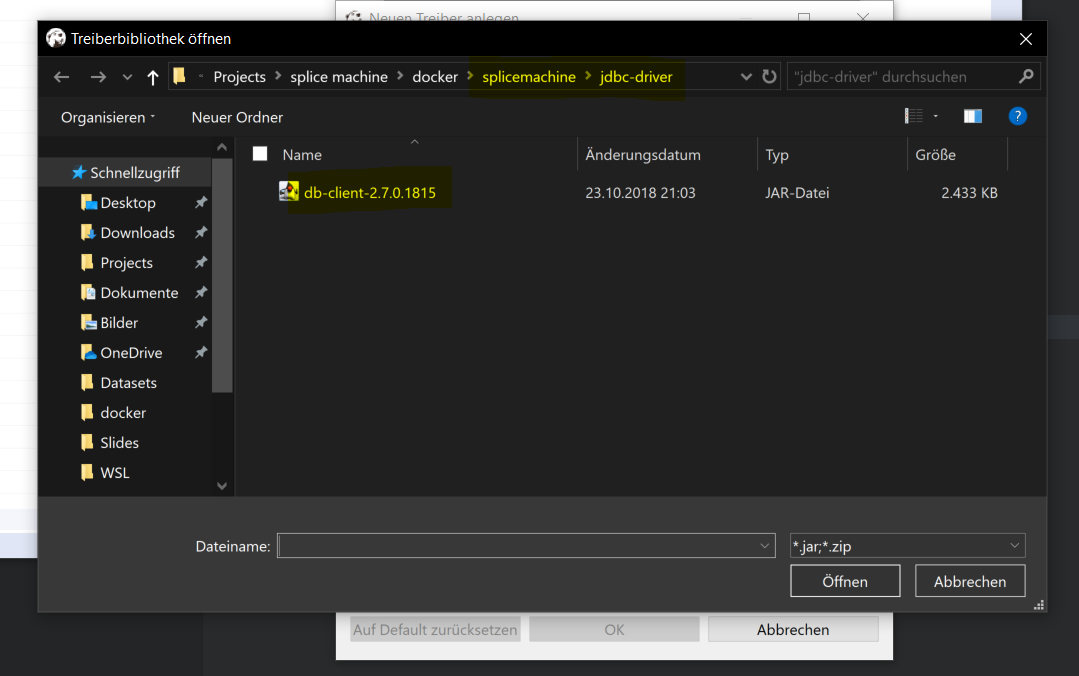 Neuen Treiber anlegen
Treiberbibliothek öffnen
Projects > splice machine > docker > splicemachine > jdbc-driver
"jdbc-driver" durchsuchen
Organisieren
Neuer Ordner
?
Name
Änderungsdatum
Typ
Größe
db-client-2.7.0.1815
23.10.2018 21:03
JAR-Datei
2.433 KB
Schnellzugriff
Desktop
Downloads
Projects
Dokumente
Bilder
OneDrive
Datasets
docker
Slides
WSL
Dateiname:
*.jar;*.zip
Öffnen
Abbrechen
Auf Default zurücksetzen
OK
Abbrechen